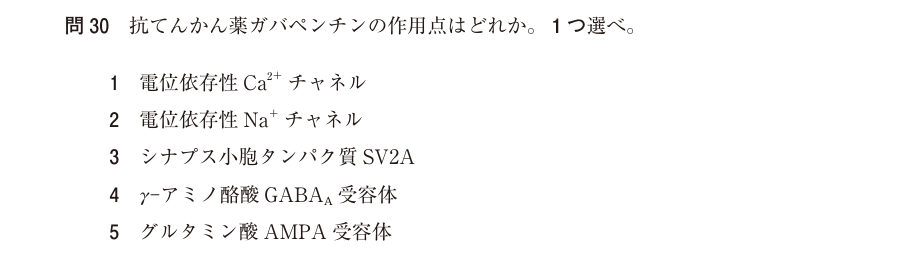 問 30 抗てんかん薬ガバペンチンの作用点はどれか。1つ選べ。
1 電位依存性 Ca²⁺ チャネル
2 電位依存性 Na⁺ チャネル
3 シナプス小胞タンパク質 SV2A
4 γ-アミノ酪酸 GABAA 受容体
5 グルタミン酸 AMPA 受容体